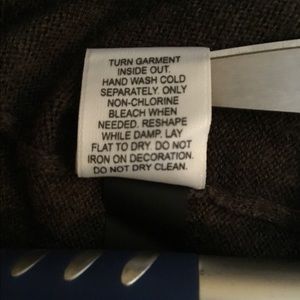 TURN GARMENT
INSIDE OUT.
HAND WASH COLD
SEPARATELY. ONLY
NON-CHLORINE
BLEACH WHEN
NEEDED. RESHAPE
WHILE DAMP. LAY
FLAT TO DRY. DO NOT
IRON ON DECORATION.
DO NOT DRY CLEAN.